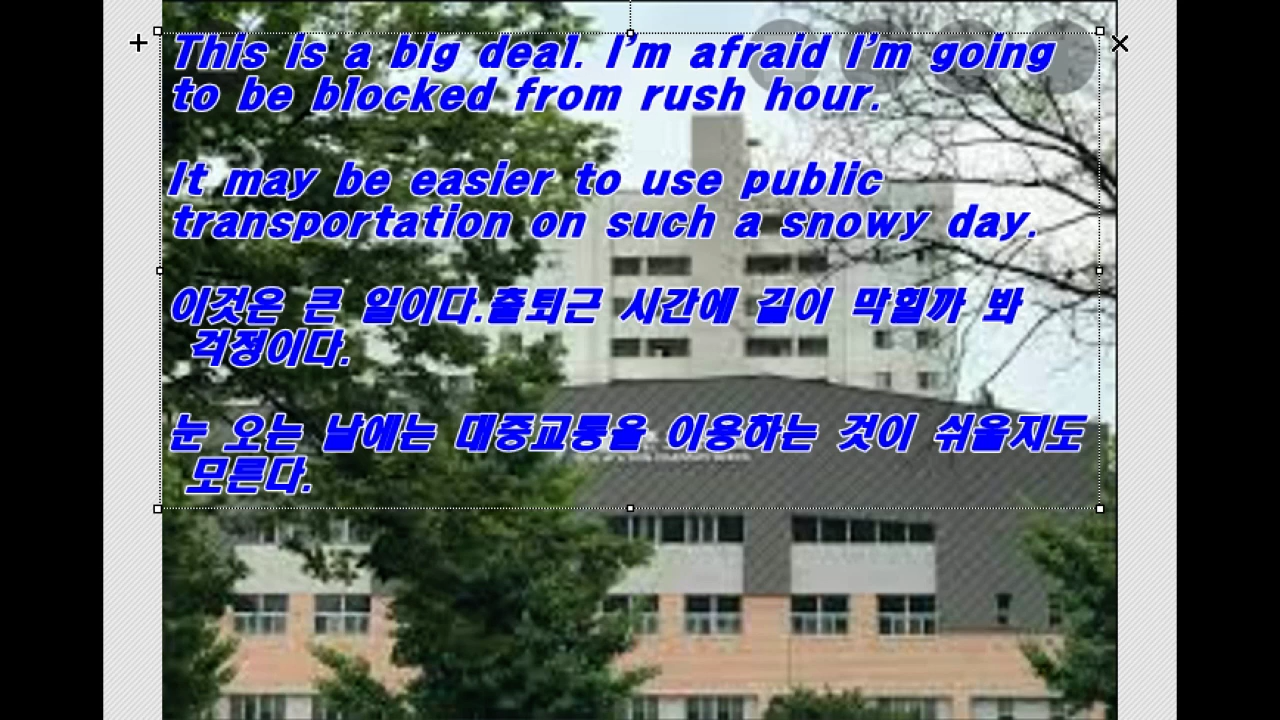 This is a big deal. I'm afraid I'm going
to be blocked from rush hour.
It may be easier to use public
transportation on such a snowy day.
이것은 큰 일이다.출퇴근 시간에 길이 막힐까 봐
걱정이다.
눈 오는 날에는 대중교통을 이용하는 것이 쉬울지도
모른다.